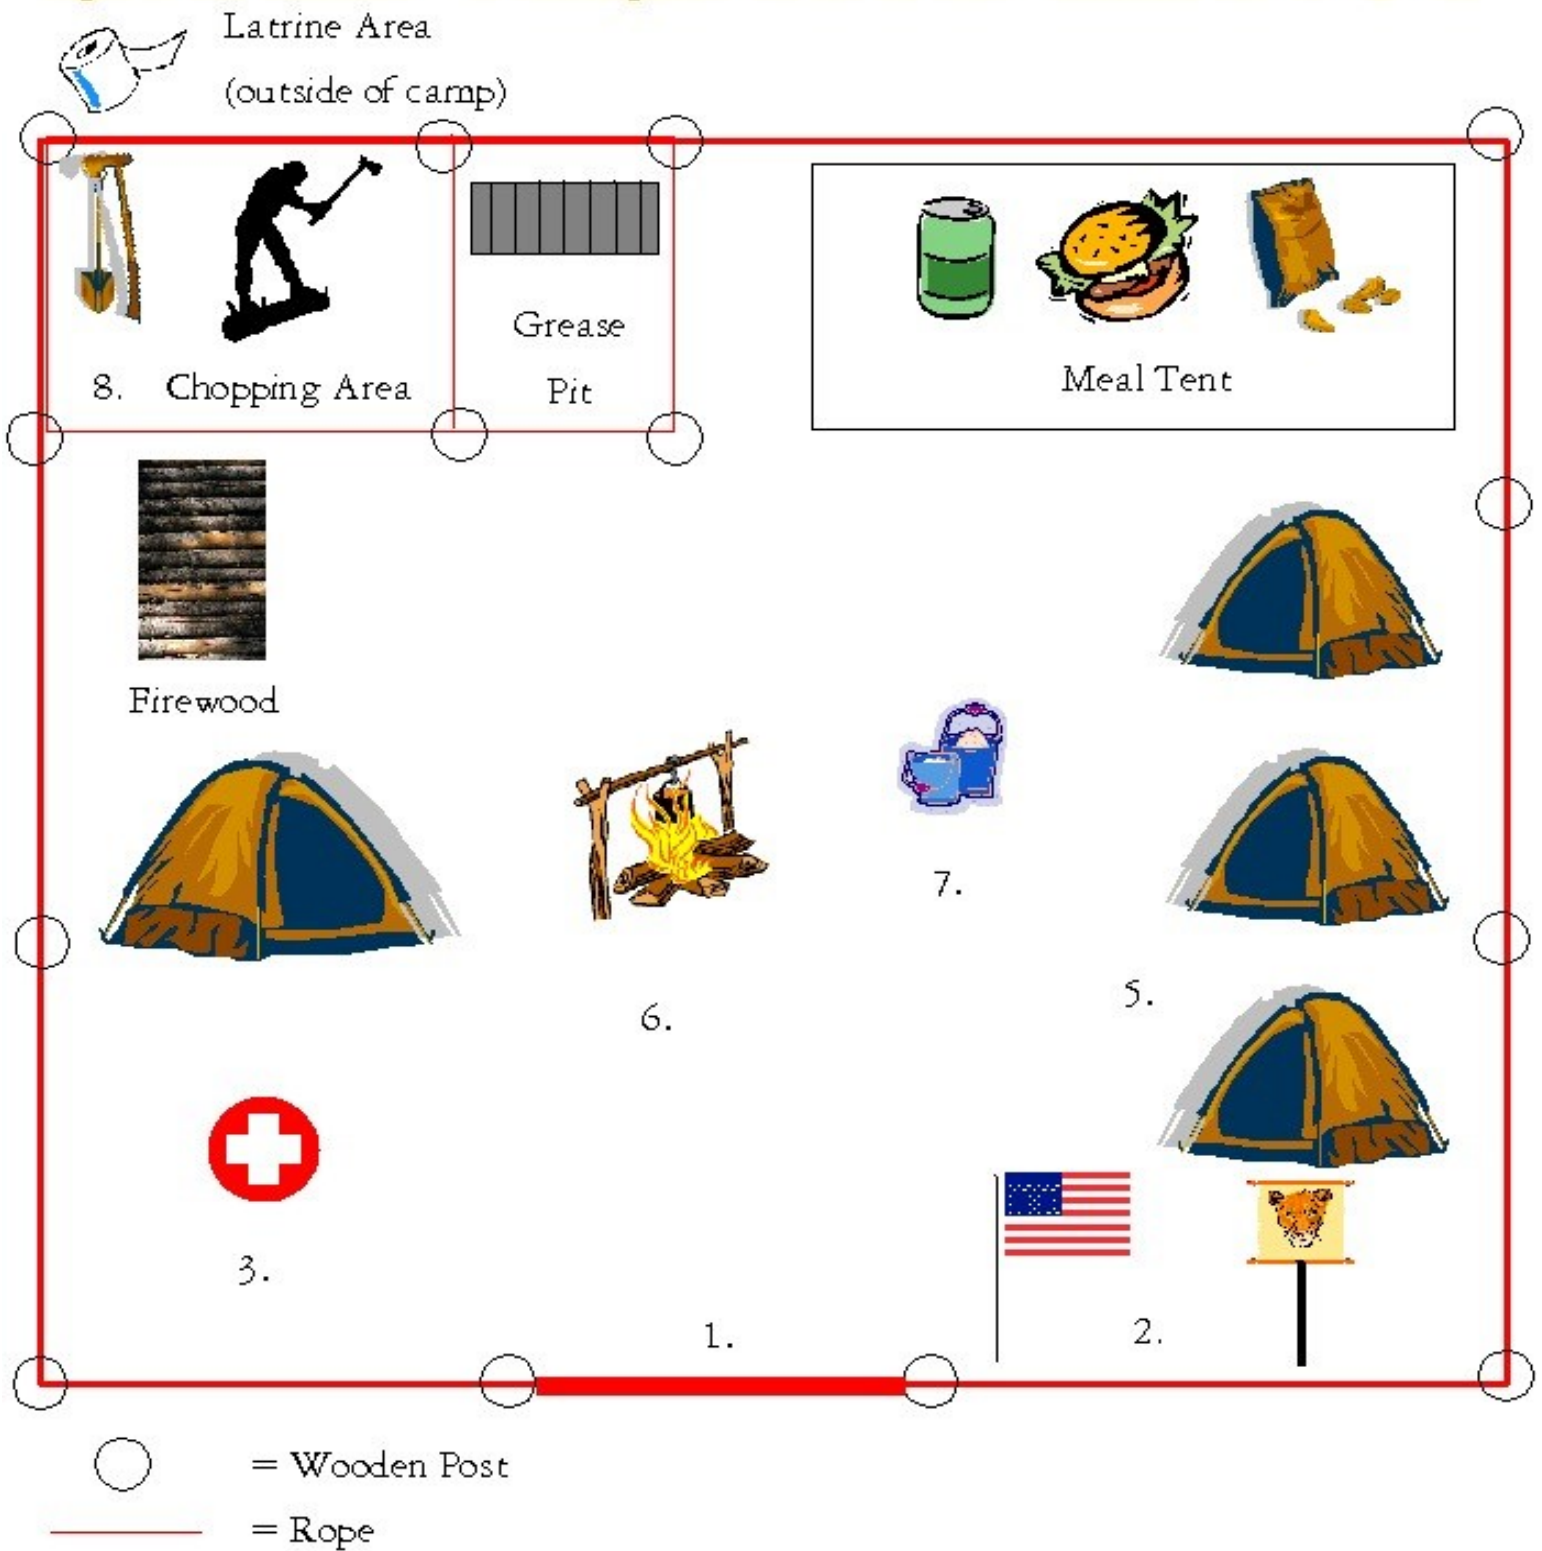 Latrine Area
(outside of camp)
8. Chopping Area
Grease
Pit
Meal Tent
Firewood
7.
5.
6.
3.
1.
2.
= Wooden Post
= Rope